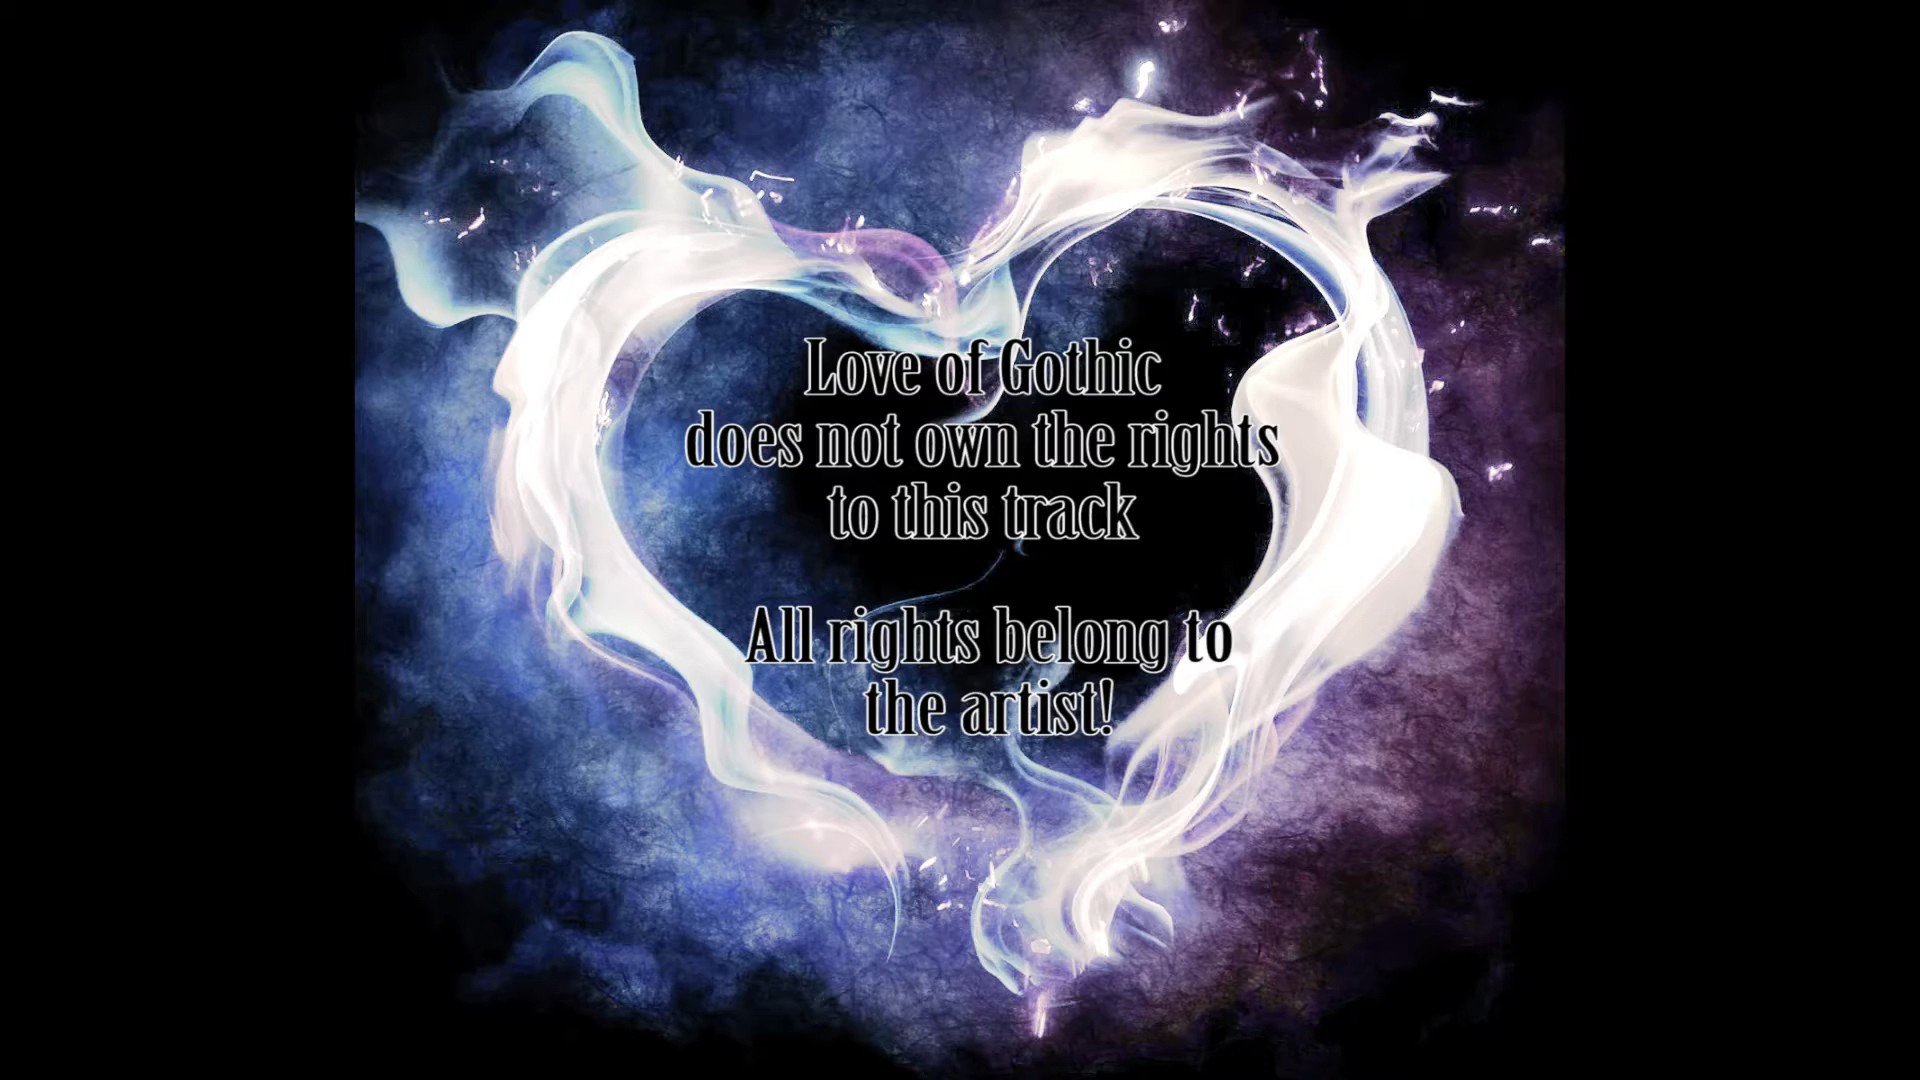 Love of Gothic
does not own the rights
to this track
All rights belong to
the artist!